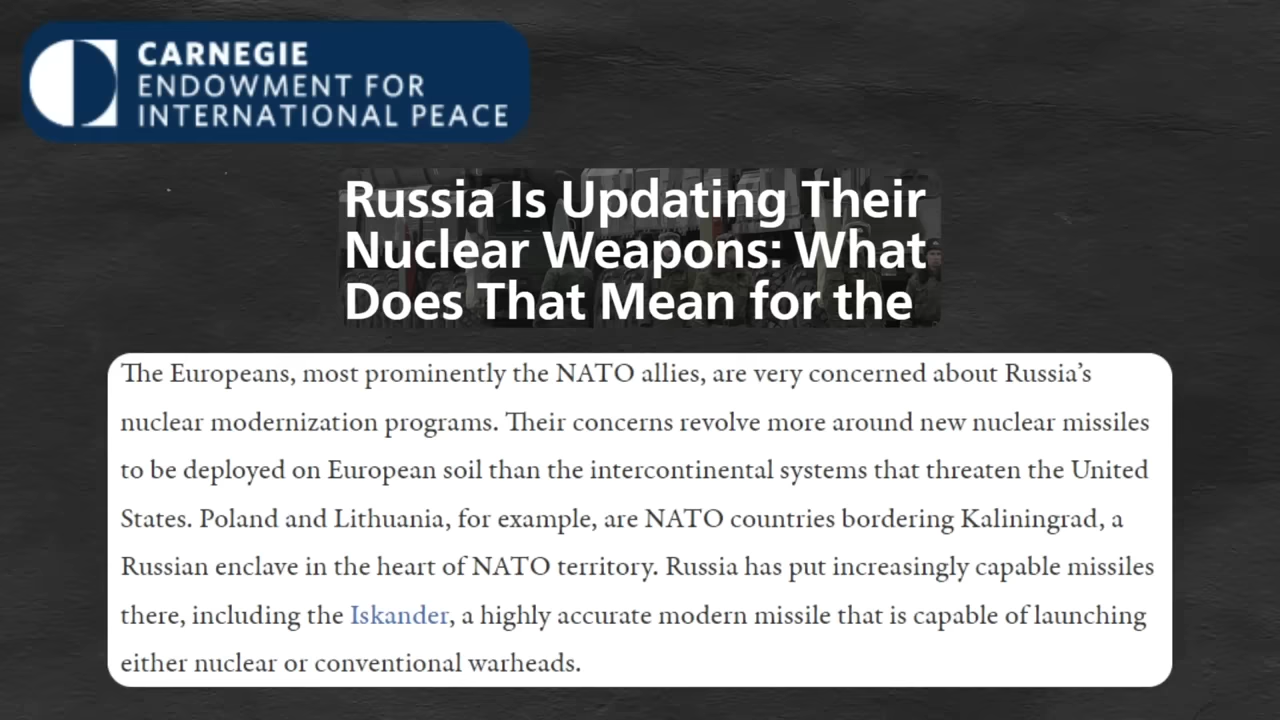 CARNEGIE
ENDOWMENT FOR
INTERNATIONAL PEACE
Russia Is Updating Their
Nuclear Weapons: What
Does That Mean for the
The Europeans, most prominently the NATO allies, are very concerned about Russia’s
nuclear modernization programs. Their concerns revolve more around new nuclear missiles
to be deployed on European soil than the intercontinental systems that threaten the United
States. Poland and Lithuania, for example, are NATO countries bordering Kaliningrad, a
Russian enclave in the heart of NATO territory. Russia has put increasingly capable missiles
there, including the Iskander, a highly accurate modern missile that is capable of launching
either nuclear or conventional warheads.